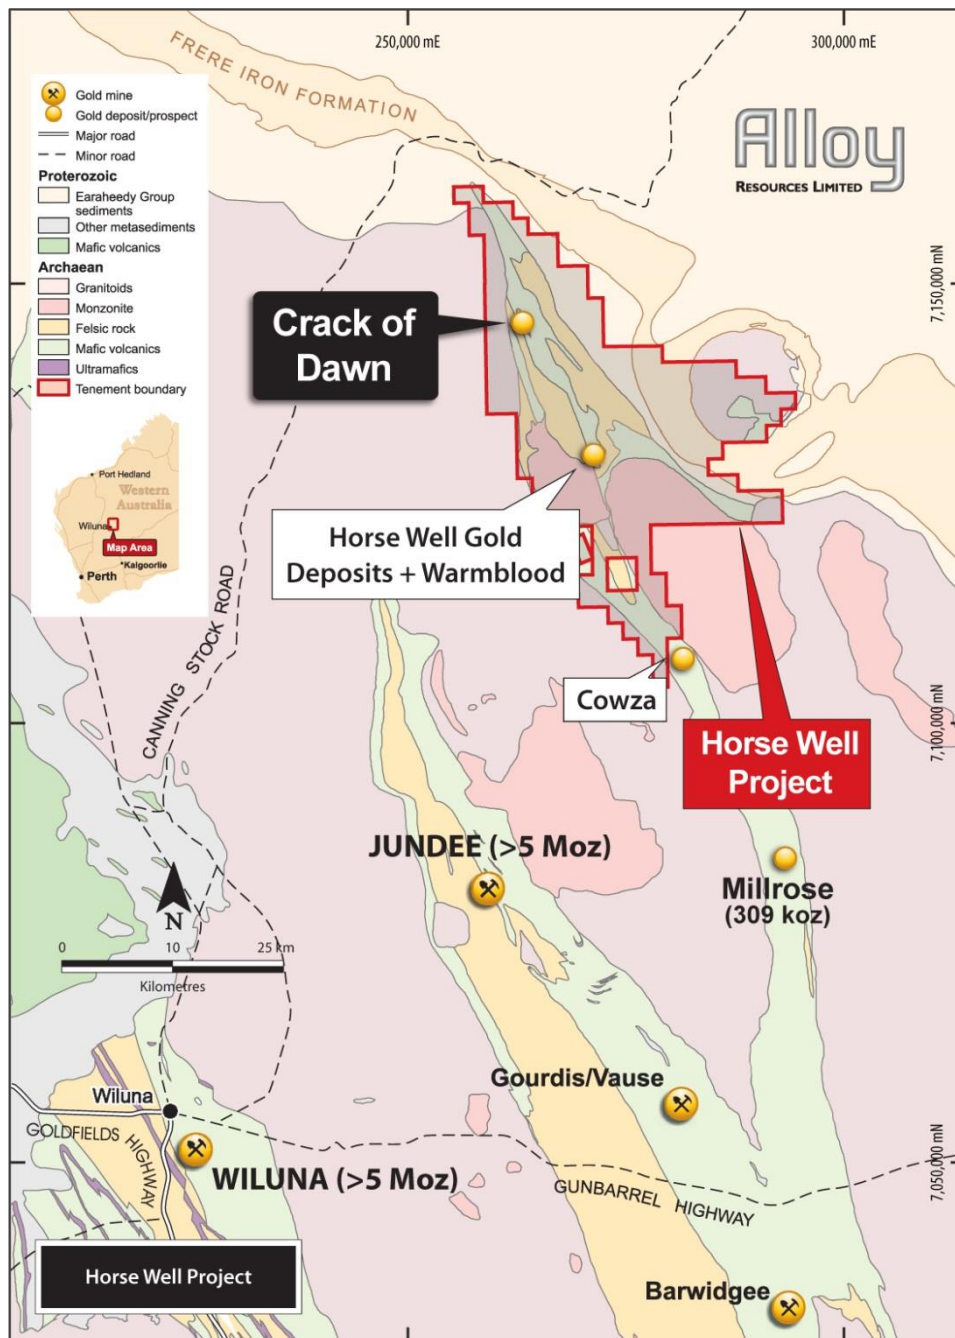 250,000 mE
300,000 mE
FRERE IRON FORMATION
Alloy
RESOURCES LIMITED
Gold mine
Gold deposit/prospect
Major road
Minor road
Proterozoic
Earaheedy Group
sediments
Other metasediments
Mafic volcanics
Archaean
Granitoids
Monzonite
Felsic rock
Mafic volcanics
Ultramafics
Tenement boundary
Port Hedland
Western
Australia
Wiluna
Map Area
Kalgoorlie
Perth
7,150,000 mN
Crack of
Dawn
Horse Well Gold
Deposits + Warmblood
CANNING STOCK ROAD
Cowza
Horse Well
Project
7,100,000 mN
JUNDEE (>5 Moz)
Millrose
(309 koz)
N
0 10 25 km
Kilometres
Gourdis/Vause
Wiluna
GOLDFIELDS HIGHWAY
WILUNA (>5 Moz)
GUNBARREL HIGHWAY
7,050,000 mN
Horse Well Project
Barwidgee